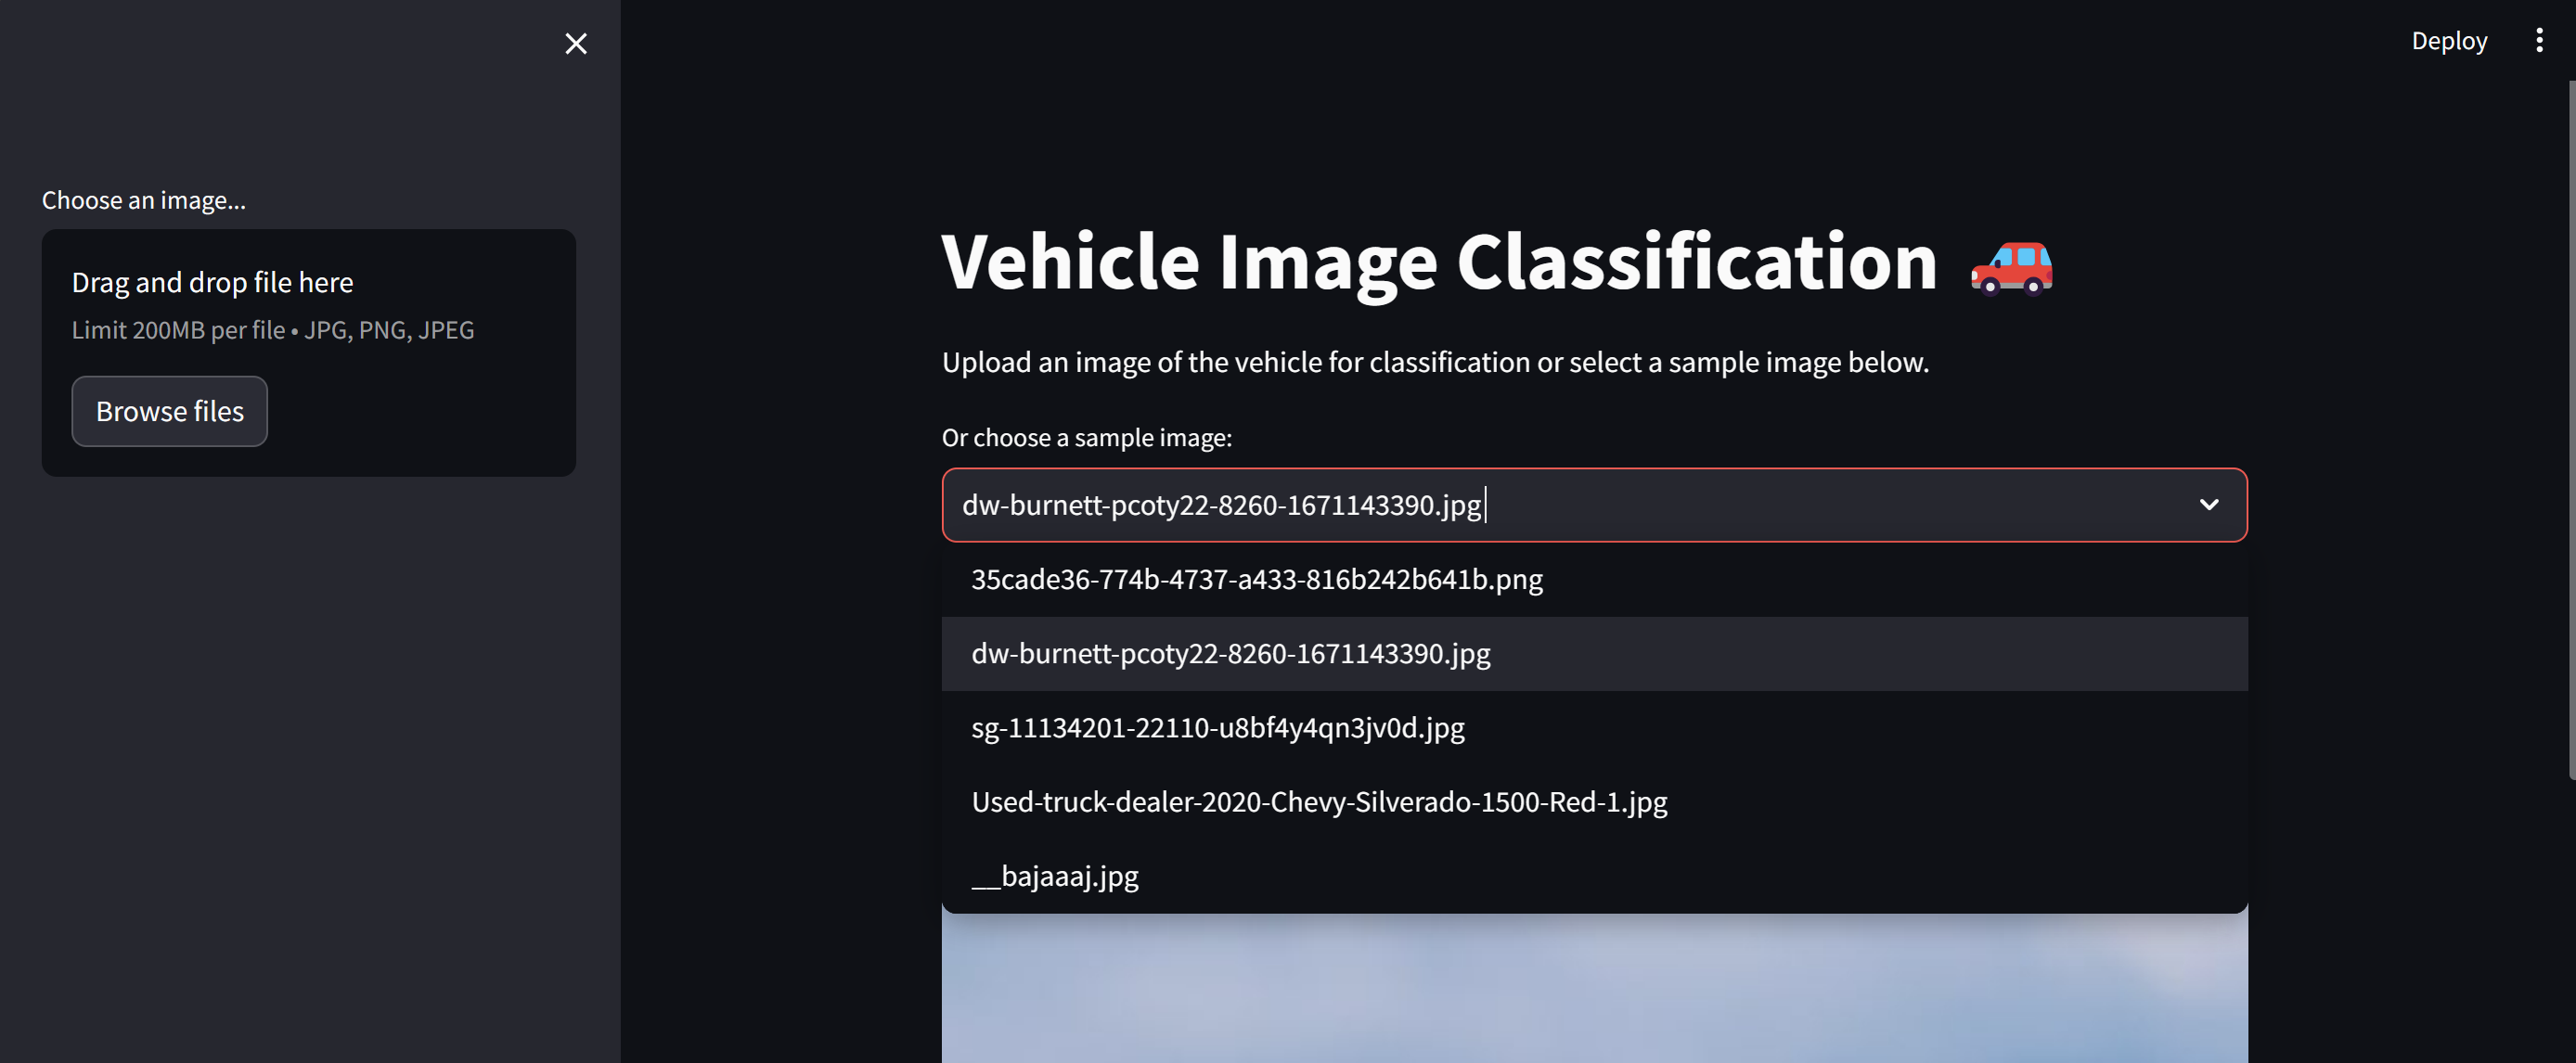 Deploy
Choose an image...
Drag and drop file here
Limit 200MB per file • JPG, PNG, JPEG
Browse files
Vehicle Image Classification 🚗
Upload an image of the vehicle for classification or select a sample image below.
Or choose a sample image:
dw-burnett-pcoty22-8260-1671143390.jpg
35cade36-774b-4737-a433-816b242b641b.png
dw-burnett-pcoty22-8260-1671143390.jpg
sg-11134201-22110-u8bf4y4qn3jv0d.jpg
Used-truck-dealer-2020-Chevy-Silverado-1500-Red-1.jpg
__bajaaaj.jpg